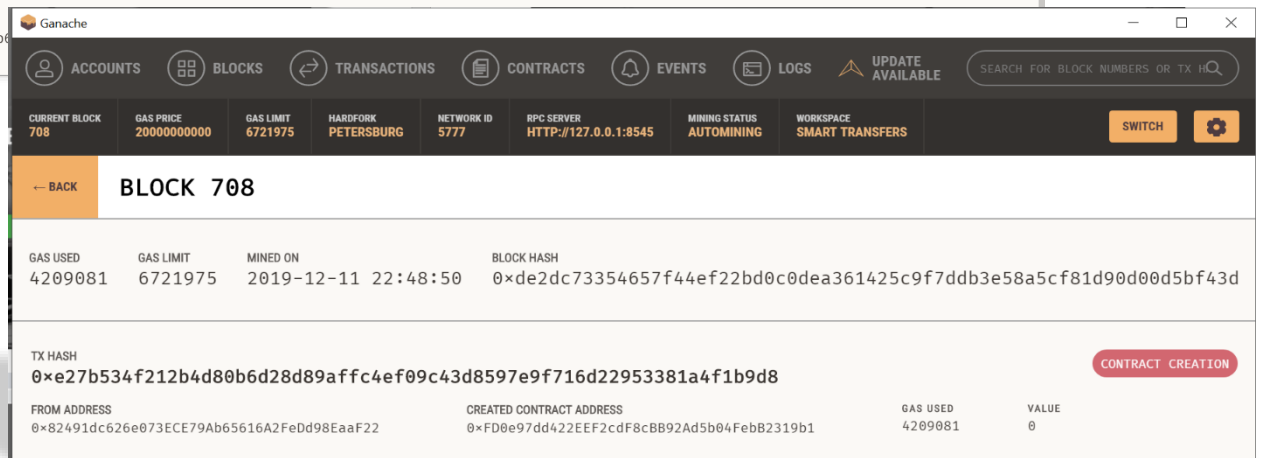 Ganache
ACCOUNTS BLOCKS TRANSACTIONS CONTRACTS EVENTS LOGS UPDATE AVAILABLE SEARCH FOR BLOCK NUMBERS OR TX H
CURRENT BLOCK GAS PRICE GAS LIMIT HARDFORK NETWORK ID RPC SERVER MINING STATUS WORKSPACE
708 20000000000 6721975 PETERSBURG 5777 HTTP://127.0.0.1:8545 AUTOMINING SMART TRANSFERS
SWITCH
← BACK BLOCK 708
GAS USED GAS LIMIT MINED ON BLOCK HASH
4209081 6721975 2019-12-11 22:48:50 0×de2dc73354657f44ef22bd0c0dea361425c9f7ddb3e58a5cf81d90d00d5bf43d
TX HASH
0×e27b534f212b4d80b6d28d89affc4ef09c43d8597e9f716d22953381a4f1b9d8
CONTRACT CREATION
FROM ADDRESS CREATED CONTRACT ADDRESS GAS USED VALUE
0×82491dc626e073ECE79Ab65616A2FeDd98EaaF22 0×FD0e97dd422EEF2cdF8cBB92Ad5b04FebB2319b1 4209081 0